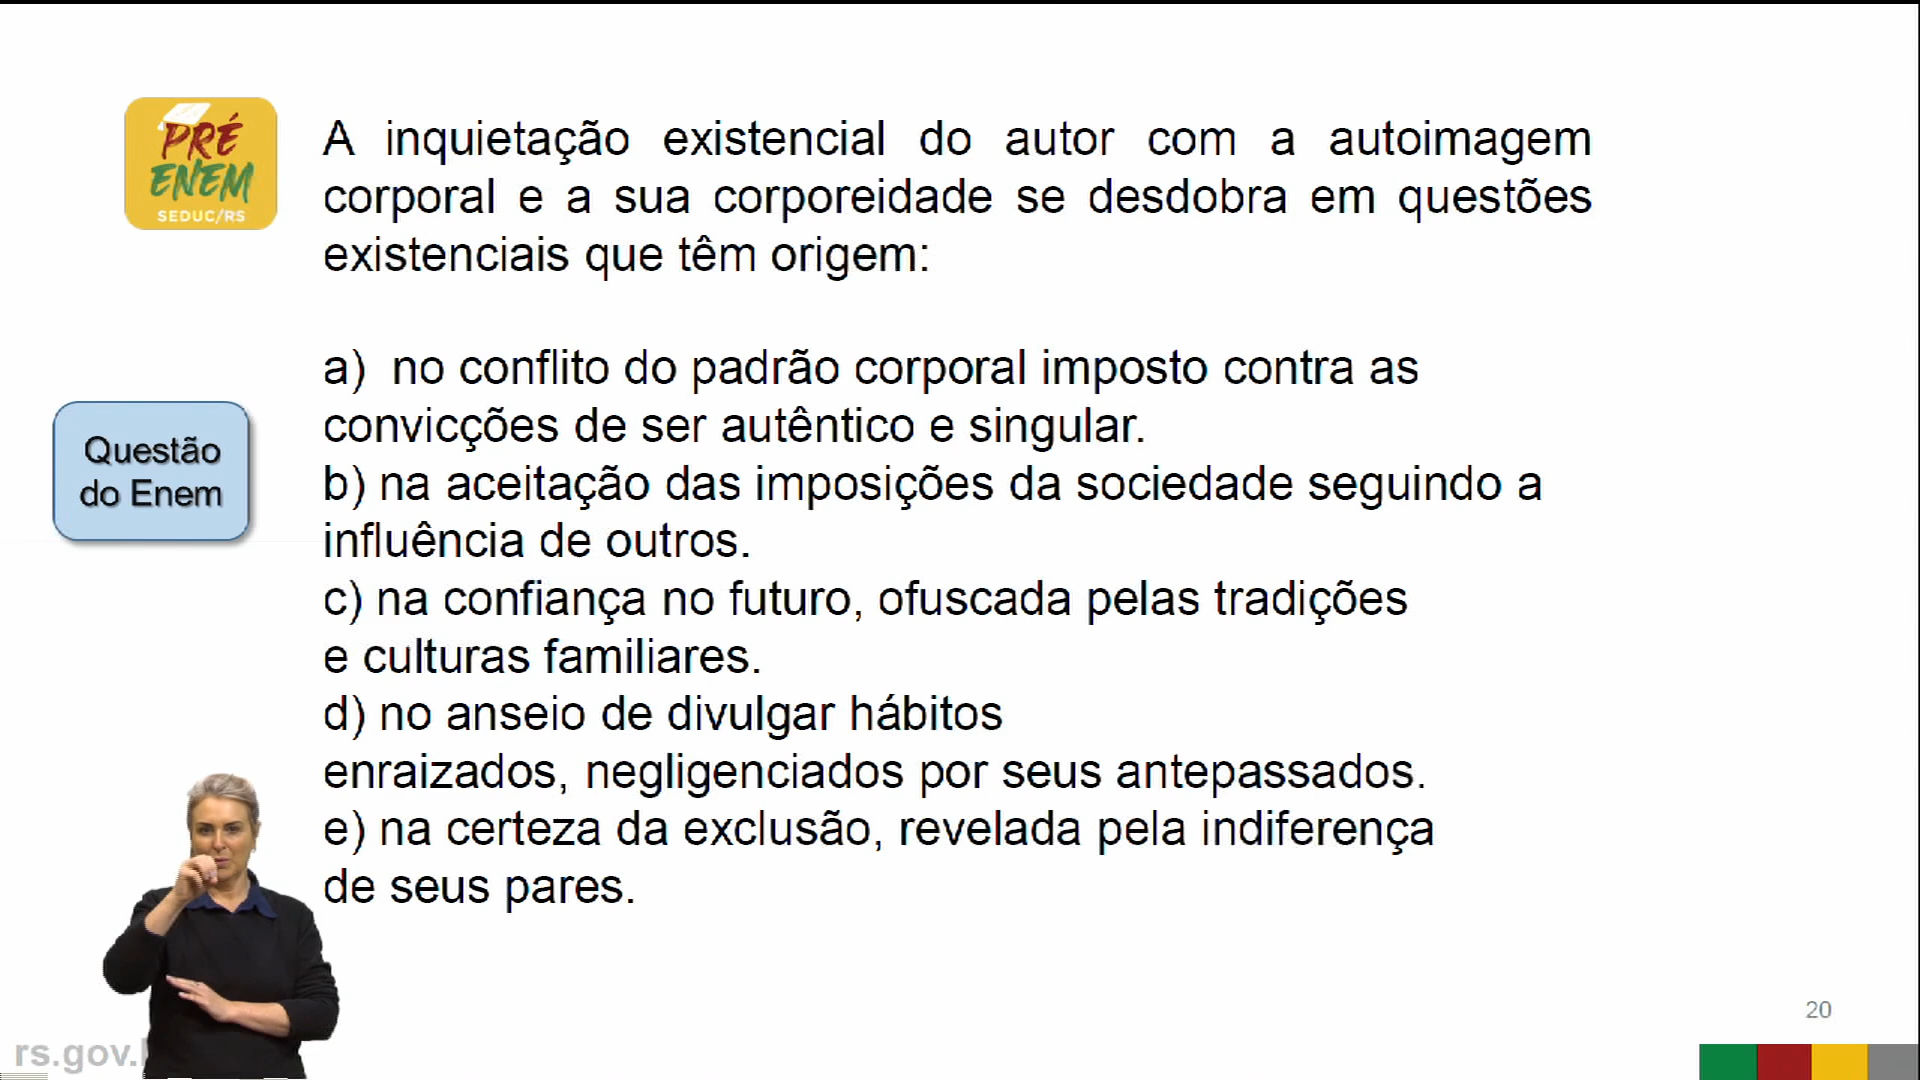 PRÉ
ENEM
SEDUC/RS
A inquietação existencial do autor com a autoimagem
corporal e a sua corporeidade se desdobra em questões
existenciais que têm origem:
a) no conflito do padrão corporal imposto contra as
convicções de ser autêntico e singular.
b) na aceitação das imposições da sociedade seguindo a
influência de outros.
c) na confiança no futuro, ofuscada pelas tradições
e culturas familiares.
d) no anseio de divulgar hábitos
enraizados, negligenciados por seus antepassados.
e) na certeza da exclusão, revelada pela indiferença
de seus pares.
Questão
do Enem
rs.gov.
20